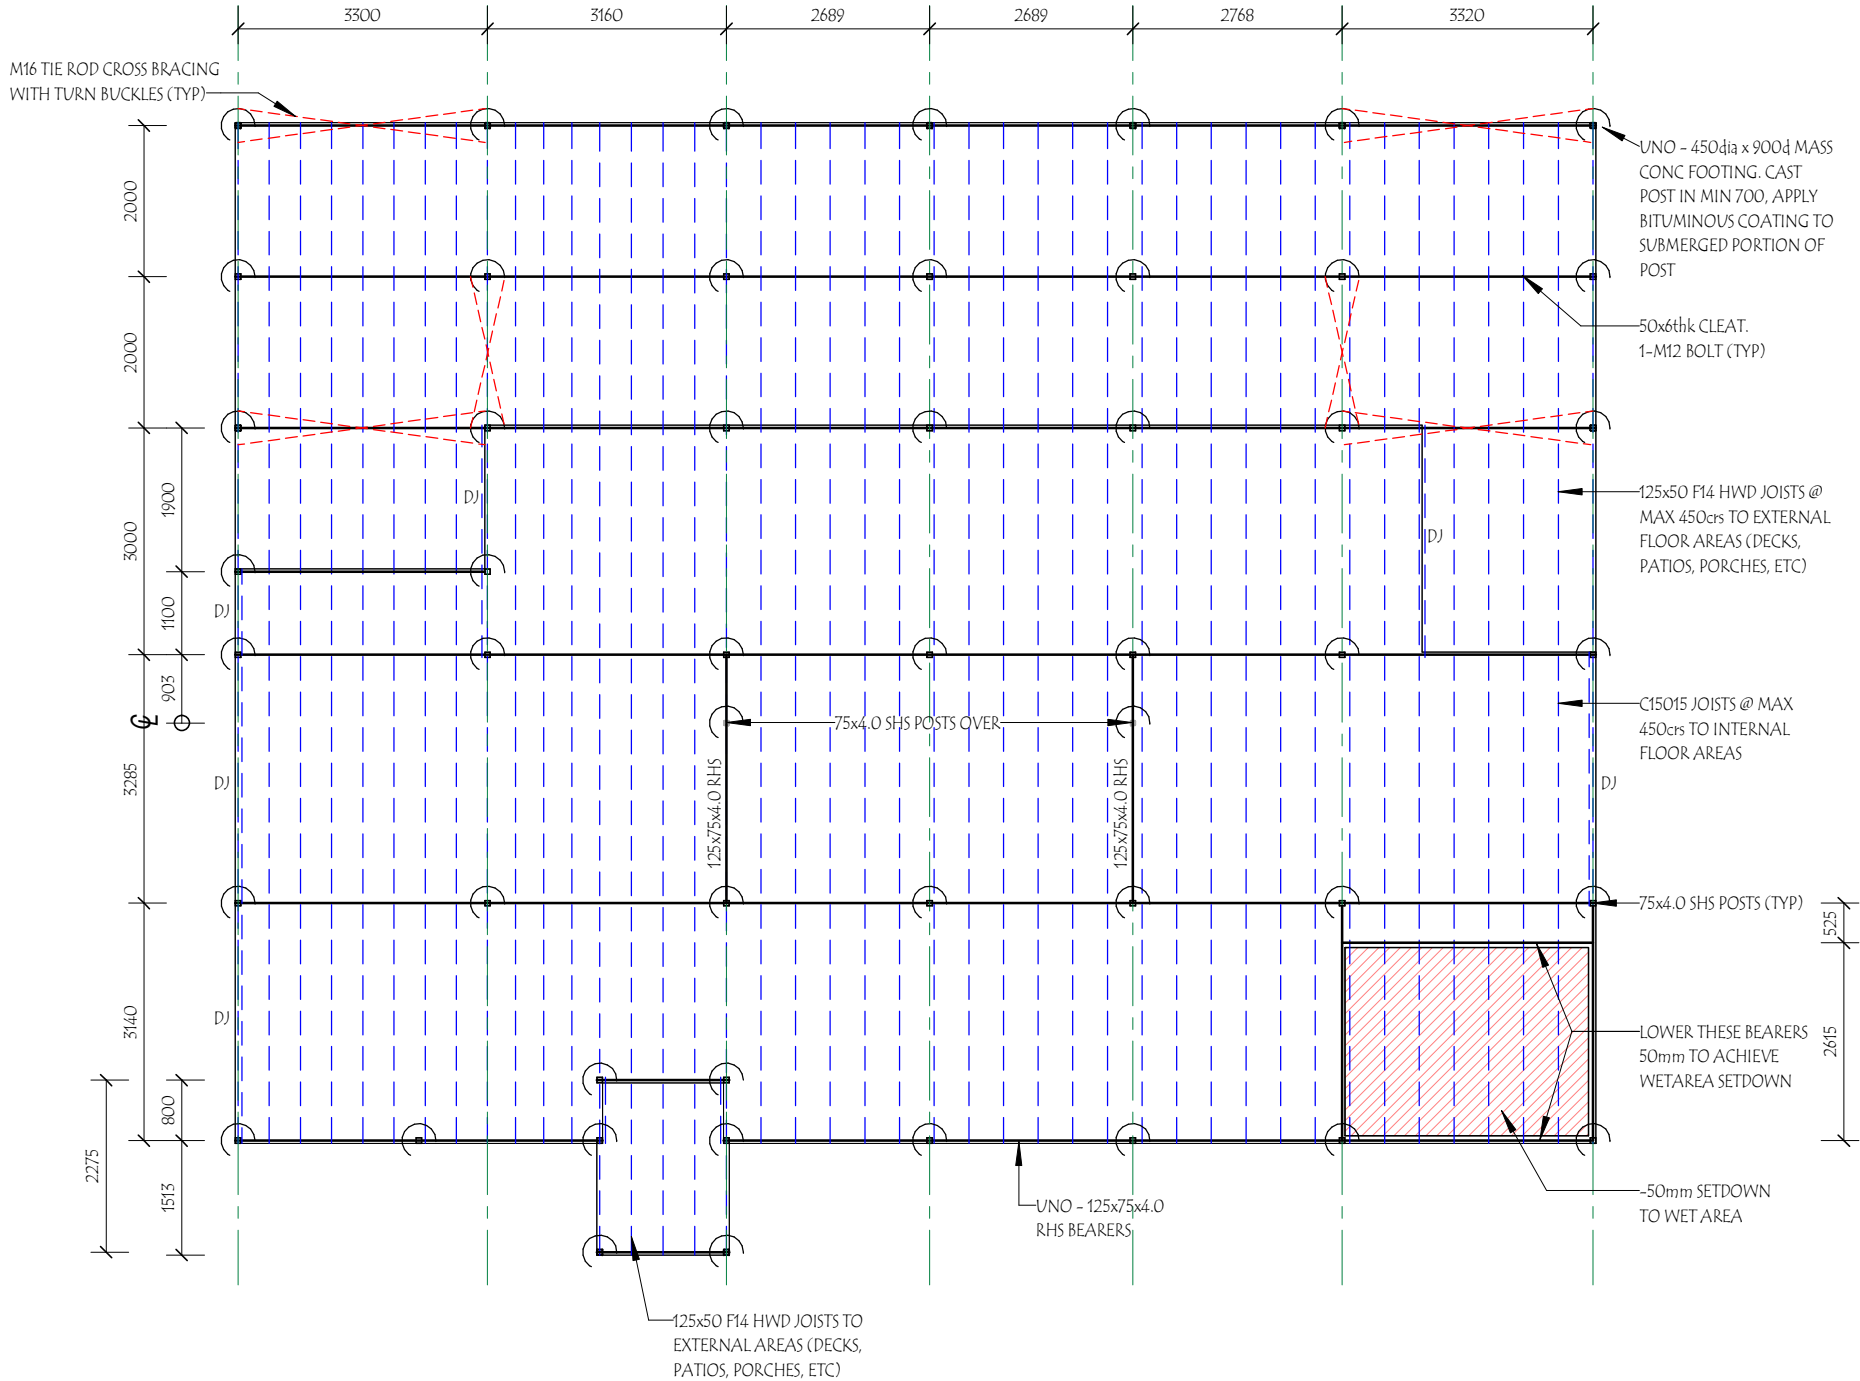 3300
3160
2689
2689
2768
3320
M16 TIE ROD CROSS BRACING
WITH TURN BUCKLES (TYP)
UNO - 450dia x 900d MASS
CONC FOOTING. CAST
POST IN MIN 700, APPLY
BITUMINOUS COATING TO
SUBMERGED PORTION OF
POST
2000
50x6thk CLEAT.
1-M12 BOLT (TYP)
2000
1900
3000
1100
903
DJ
DJ
DJ
125x50 F14 HWD JOISTS @
MAX 450crs TO EXTERNAL
FLOOR AREAS (DECKS,
PATIOS, PORCHES, ETC)
C15015 JOISTS @ MAX
450crs TO INTERNAL
FLOOR AREAS
75x4.0 SHS POSTS OVER
CL
3285
DJ
125x75x4.0 RHS
125x75x4.0 RHS
DJ
75x4.0 SHS POSTS (TYP)
525
2615
3140
DJ
LOWER THESE BEARERS
50mm TO ACHIEVE
WETAREA SETDOWN
800
2275
1513
UNO - 125x75x4.0
RHS BEARERS
-50mm SETDOWN
TO WET AREA
125x50 F14 HWD JOISTS TO
EXTERNAL AREAS (DECKS,
PATIOS, PORCHES, ETC)